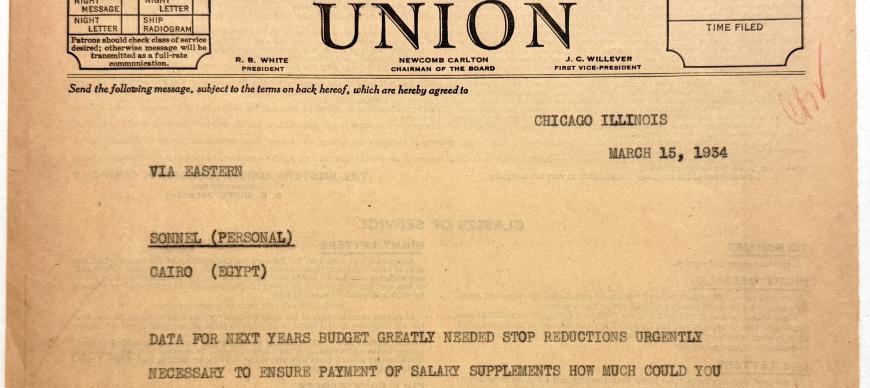 NIGHT MESSAGE NIGHT LETTER
NIGHT LETTER SHIP RADIOGRAM
Patrons should check class of service
desired; otherwise message will be
transmitted as a full-rate
communication.
UNION
TIME FILED
R. B. WHITE NEWCOMB CARLTON J. C. WILLEVER
PRESIDENT CHAIRMAN OF THE BOARD FIRST VICE-PRESIDENT
Send the following message, subject to the terms on back hereof, which are hereby agreed to
CHICAGO ILLINOIS
MARCH 15, 1934
VIA EASTERN
SONNEL (PERSONAL)
CAIRO (EGYPT)
DATA FOR NEXT YEARS BUDGET GREATLY NEEDED STOP REDUCTIONS URGENTLY
NECESSARY TO ENSURE PAYMENT OF SALARY SUPPLEMENTS HOW MUCH COULD YOU